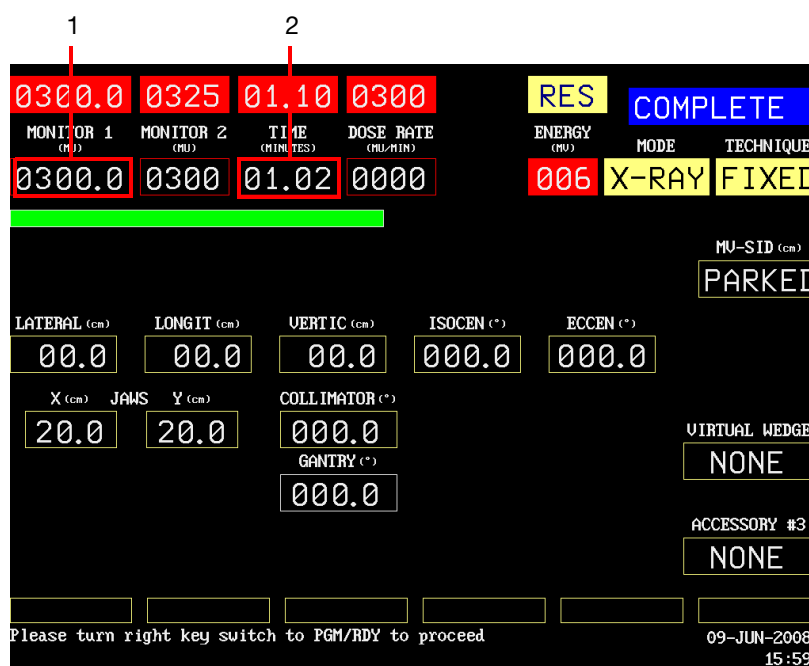 1 2
0300.0 0325 01.10 0300 RES COMPLETE
MONITOR 1 MONITOR 2 TIME DOSE RATE ENERGY
(MU) (MU) (MINUTES) (MU/MIN) (MV) MODE TECHNIQUE
0300.0 0300 01.02 0000 006 X-RAY FIXED
MV-SID (cm)
PARKED
LATERAL (cm) LONGIT (cm) VERTIC (cm) ISOCEN (°) ECCEN (°)
00.0 00.0 00.0 000.0 000.0
X (cm) JAWS Y (cm) COLLIMATOR (°)
20.0 20.0 000.0
VIRTUAL WEDGE
GANTRY (°)
NONE
000.0
ACCESSORY #3
NONE
Please turn right key switch to PGM/RDY to proceed
09-JUN-2008
15:59